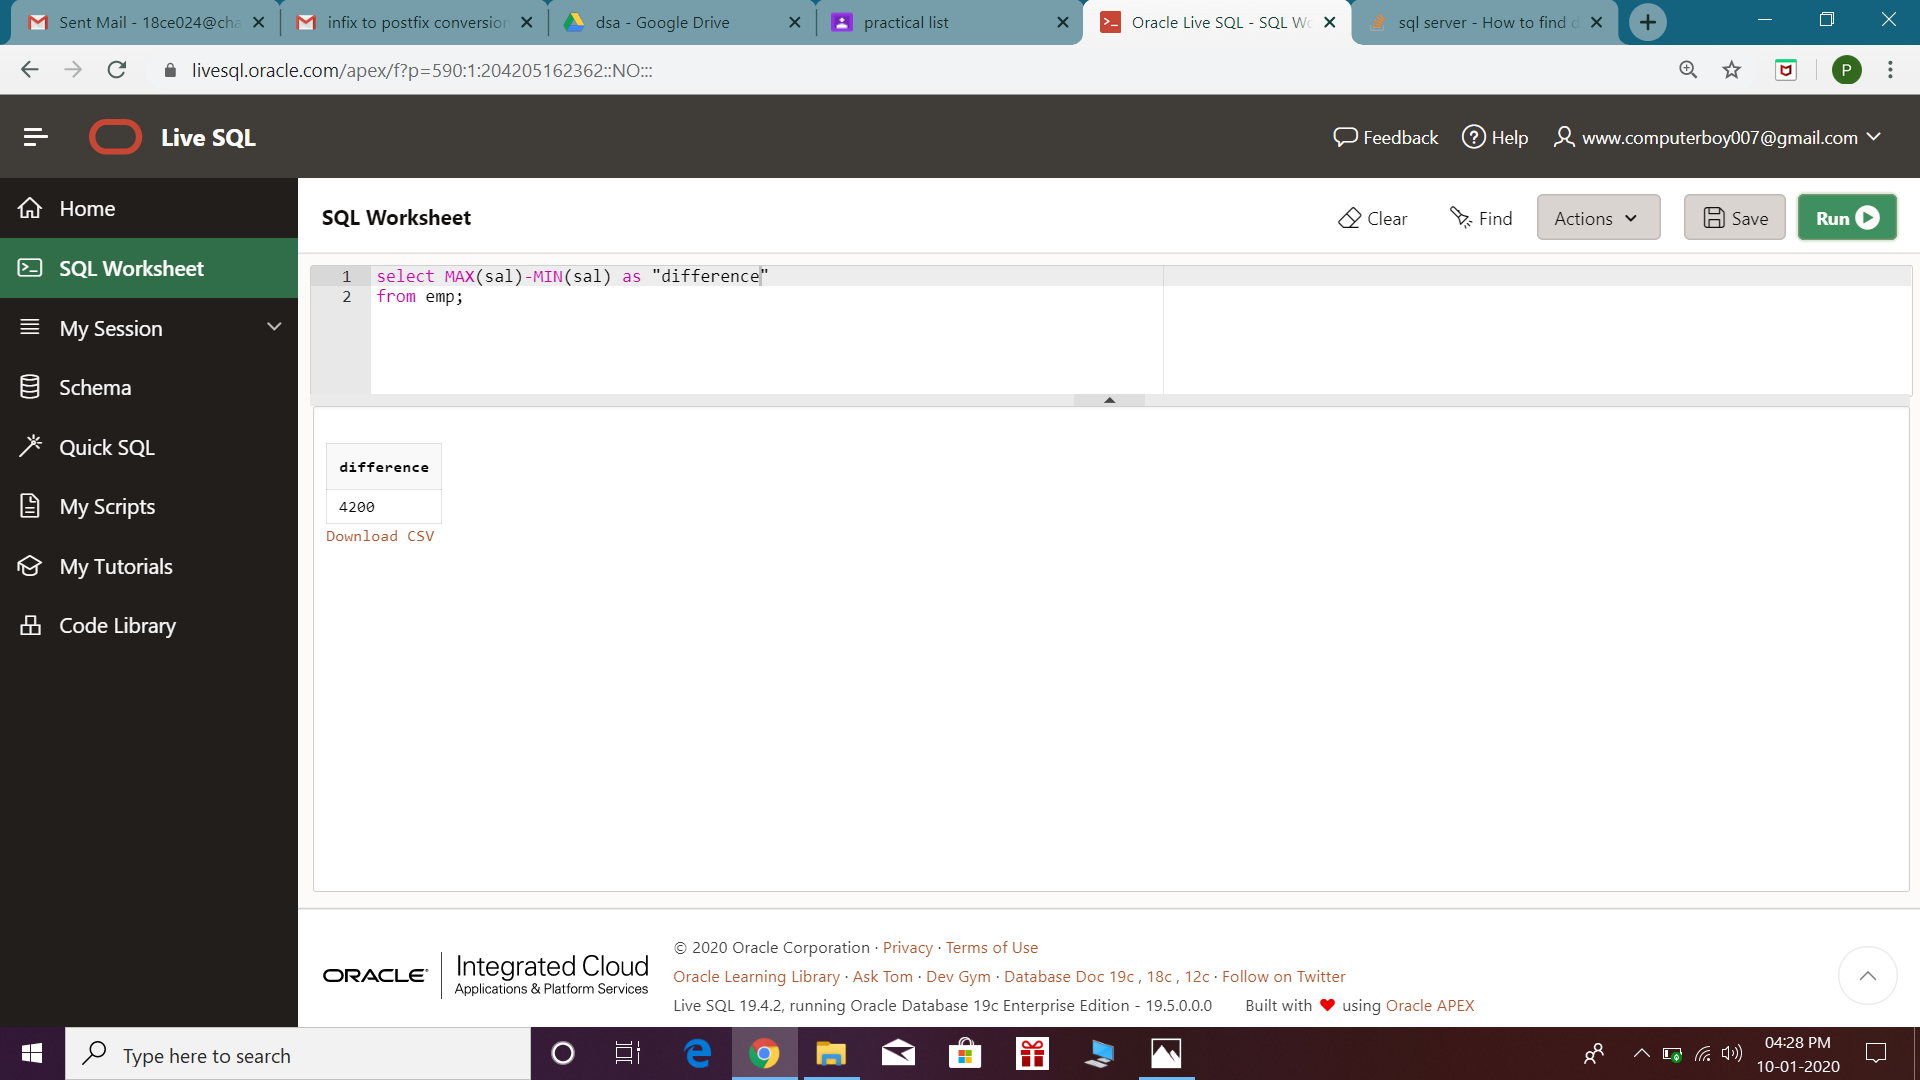 Sent Mail - 18ce024@cha
infix to postfix conversion
dsa - Google Drive
practical list
Oracle Live SQL - SQL Wo
sql server - How to find d
livesql.oracle.com/apex/f?p=590:1:204205162362::NO:::
P
Live SQL
Feedback
Help
www.computerboy007@gmail.com
Home
SQL Worksheet
My Session
Schema
Quick SQL
My Scripts
My Tutorials
Code Library
SQL Worksheet
Clear
Find
Actions
Save
Run
1 select MAX(sal)-MIN(sal) as "difference"
2 from emp;
difference
4200
Download CSV
ORACLE
Integrated Cloud
Applications & Platform Services
© 2020 Oracle Corporation · Privacy · Terms of Use
Oracle Learning Library · Ask Tom · Dev Gym · Database Doc 19c , 18c , 12c · Follow on Twitter
Live SQL 19.4.2, running Oracle Database 19c Enterprise Edition - 19.5.0.0.0 Built with ♥ using Oracle APEX
Type here to search
04:28 PM
10-01-2020